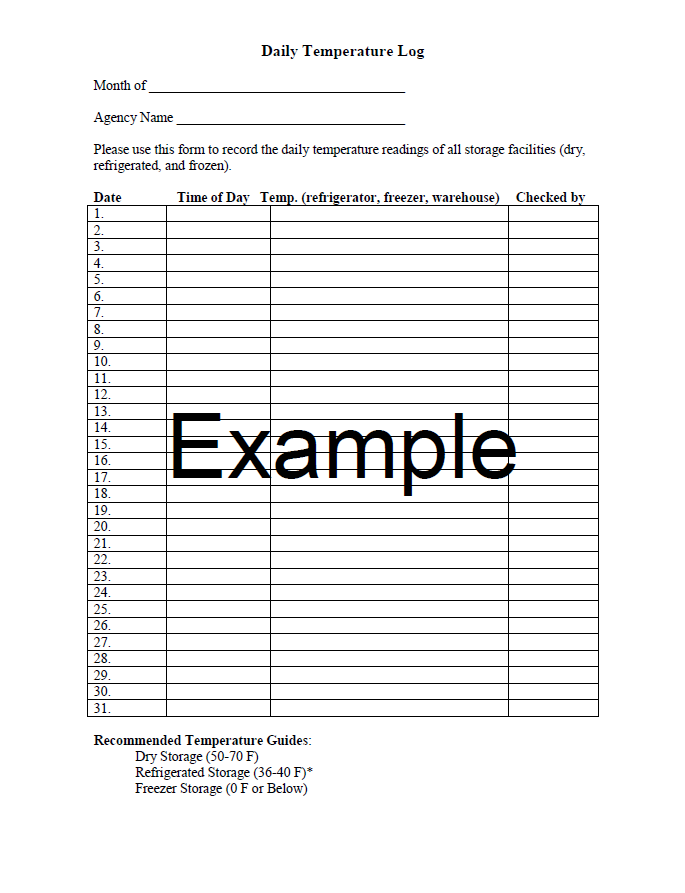 Daily Temperature Log
Month of
Agency Name
Please use this form to record the daily temperature readings of all storage facilities (dry,
refrigerated, and frozen).
Date Time of Day Temp. (refrigerator, freezer, warehouse) Checked by
1.
2.
3.
4.
5.
6.
7.
8.
9.
10.
11.
12.
13.
14.
15.
16.
17.
18.
19.
20.
21.
22.
23.
24.
25.
26.
27.
28.
29.
30.
31.
Example
Recommended Temperature Guides:
Dry Storage (50-70 F)
Refrigerated Storage (36-40 F)*
Freezer Storage (0 F or Below)